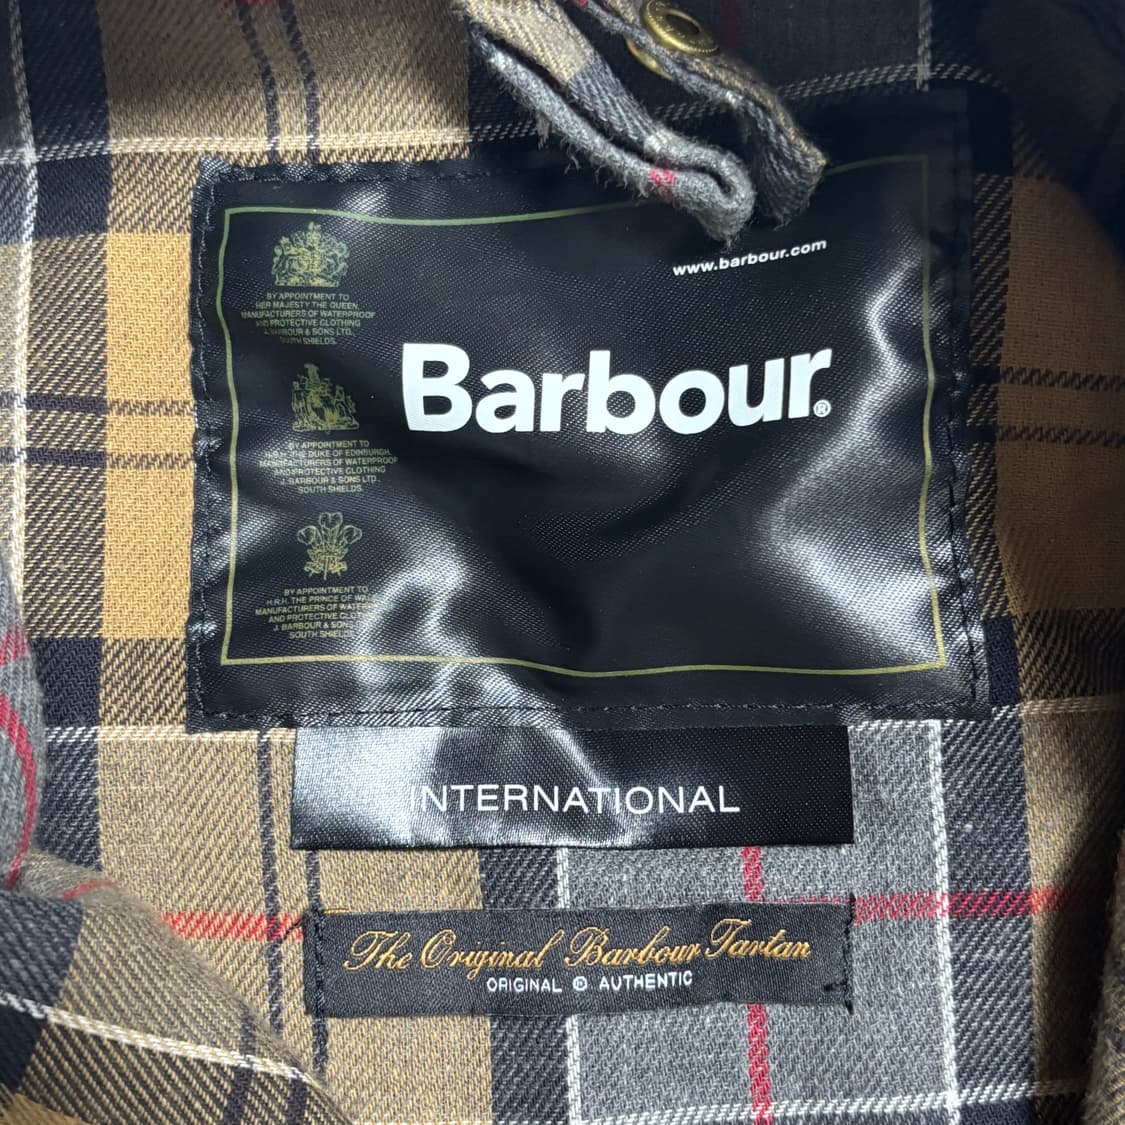 www.barbour.com
Barbour®
BY APPOINTMENT TO
HER MAJESTY THE QUEEN,
MANUFACTURERS OF WATERPROOF
AND PROTECTIVE CLOTHING
J. BARBOUR & SONS LTD.,
SOUTH SHIELDS.
BY APPOINTMENT TO
H.R.H. THE DUKE OF EDINBURGH,
MANUFACTURERS OF WATERPROOF
AND PROTECTIVE CLOTHING
J. BARBOUR & SONS LTD.,
SOUTH SHIELDS.
BY APPOINTMENT TO
H.R.H. THE PRINCE OF
MANUFACTURERS OF
AND PROTECTIVE
J. BARBOUR & SONS
SOUTH SHIELDS.
INTERNATIONAL
The Original Barbour Tartan
ORIGINAL ® AUTHENTIC